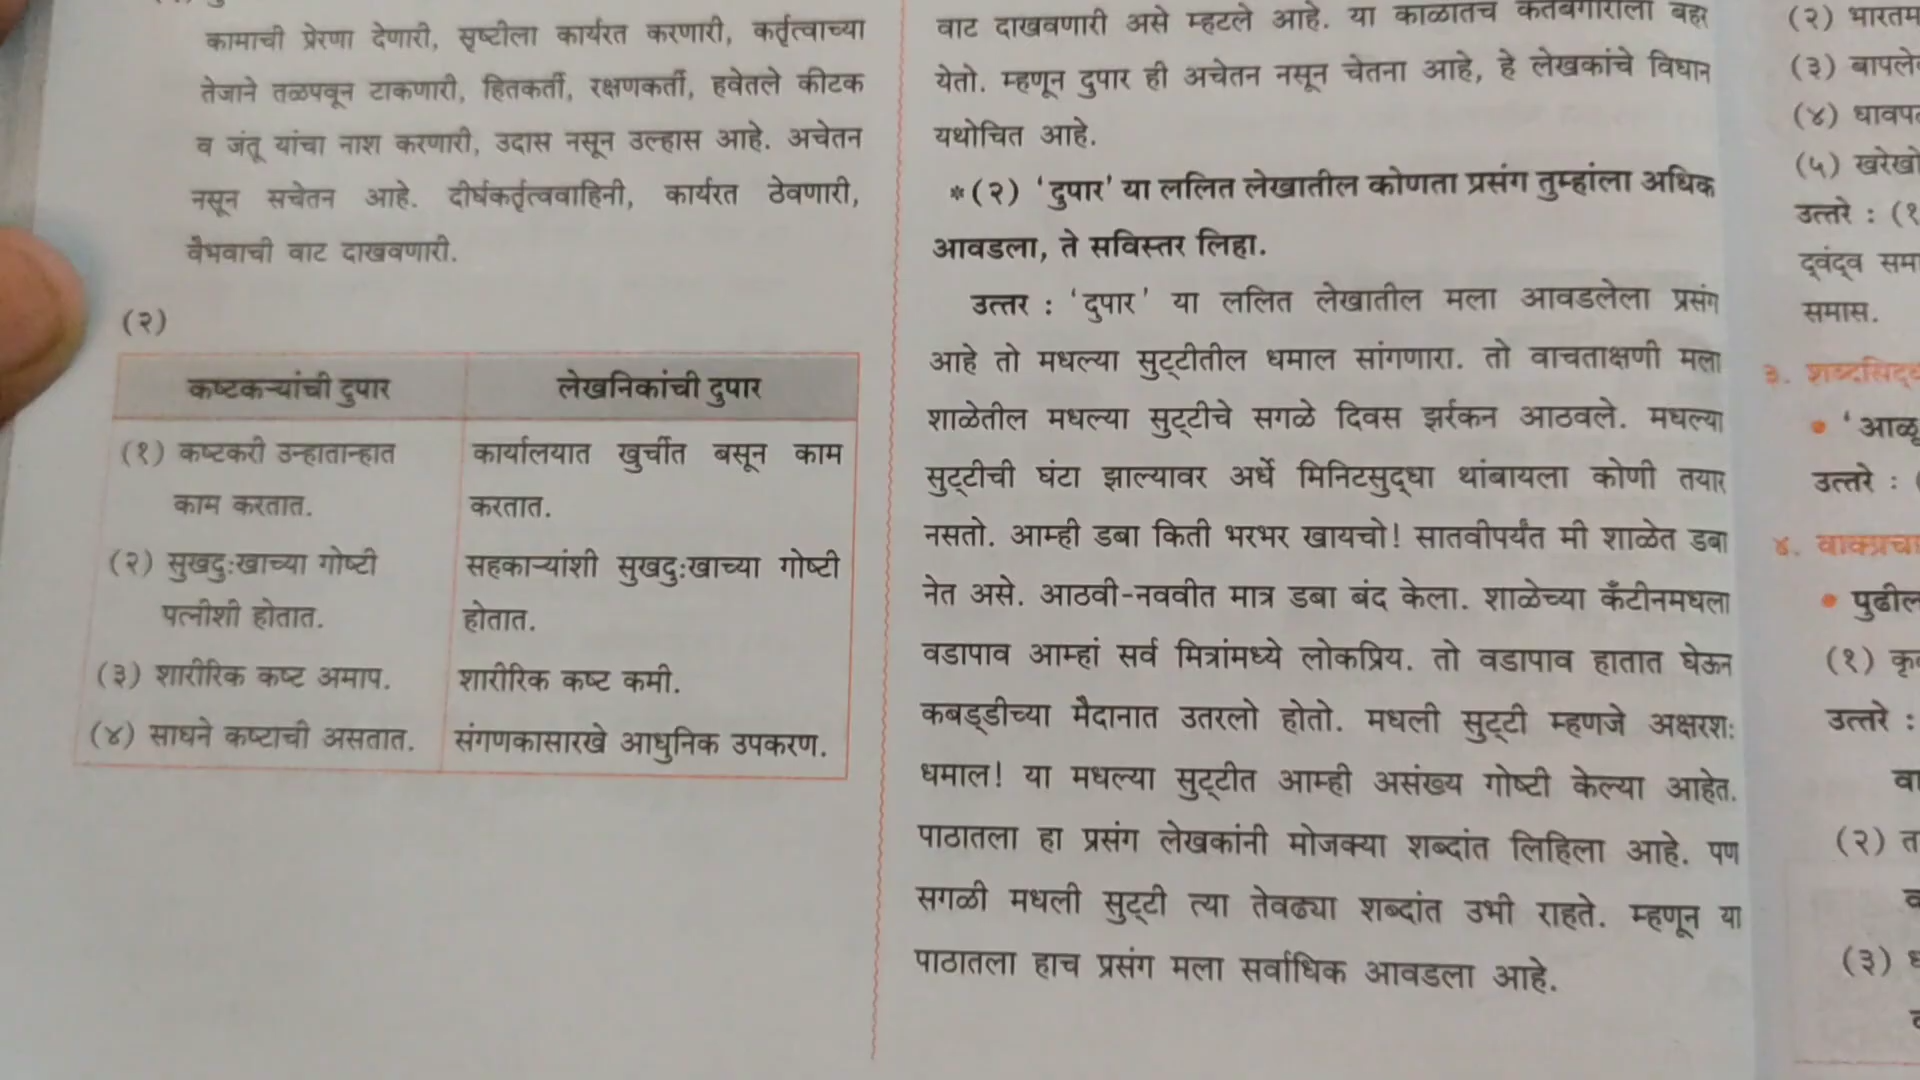 कामाची प्रेरणा देणारी, सृष्टीला कार्यरत करणारी, कर्तृत्वाच्या
तेजाने तळपवून टाकणारी, हितकर्ती, रक्षणकर्ती, हवेतले कीटक
व जंतू यांचा नाश करणारी, उदास नसून उल्हास आहे. अचेतन
नसून सचेतन आहे. दीर्घकर्तृत्ववाहिनी, कार्यरत ठेवणारी,
वैभवाची वाट दाखवणारी.
(२)
कष्टकऱ्यांची दुपार लेखनिकांची दुपार
(१) कष्टकरी उन्हातान्हात कार्यालयात खुर्चीत बसून काम
काम करतात. करतात.
(२) सुखदुःखाच्या गोष्टी सहकाऱ्यांशी सुखदुःखाच्या गोष्टी
पत्नीशी होतात. होतात.
(३) शारीरिक कष्ट अमाप. शारीरिक कष्ट कमी.
(४) साधने कष्टाची असतात. संगणकासारखे आधुनिक उपकरण.
वाट दाखवणारी असे म्हटले आहे. या काळातच कर्तबगारीला बहर
येतो. म्हणून दुपार ही अचेतन नसून चेतना आहे, हे लेखकांचे विधान
यथोचित आहे.
*(२) 'दुपार' या ललित लेखातील कोणता प्रसंग तुम्हांला अधिक
आवडला, ते सविस्तर लिहा.
उत्तर : 'दुपार' या ललित लेखातील मला आवडलेला प्रसंग
आहे तो मधल्या सुट्टीतील धमाल सांगणारा. तो वाचताक्षणी मला
शाळेतील मधल्या सुट्टीचे सगळे दिवस झर्रकन आठवले. मधल्या
सुट्टीची घंटा झाल्यावर अर्धे मिनिटसुद्धा थांबायला कोणी तयार
नसतो. आम्ही डबा किती भरभर खायचो! सातवीपर्यंत मी शाळेत डबा
नेत असे. आठवी-नववीत मात्र डबा बंद केला. शाळेच्या कँटीनमधला
वडापाव आम्हां सर्व मित्रांमध्ये लोकप्रिय. तो वडापाव हातात घेऊन
कबड्डीच्या मैदानात उतरलो होतो. मधली सुट्टी म्हणजे अक्षरशः
धमाल! या मधल्या सुट्टीत आम्ही असंख्य गोष्टी केल्या आहेत.
पाठातला हा प्रसंग लेखकांनी मोजक्या शब्दांत लिहिला आहे. पण
सगळी मधली सुट्टी त्या तेवढ्या शब्दांत उभी राहते. म्हणून या
पाठातला हाच प्रसंग मला सर्वाधिक आवडला आहे.
(२)
(३)
(४)
(५)
उत्तरे : (१
द्वंद्व
समास.
३.
•
उत्तरे :
४.
• पुढील
(१)
उत्तरे :
(२)
(३)